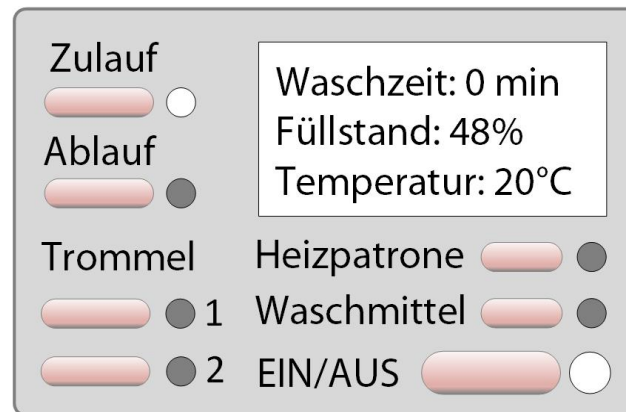 Zulauf
Ablauf
Waschzeit: 0 min
Füllstand: 48%
Temperatur: 20°C
Trommel
1
2
Heizpatrone
Waschmittel
EIN/AUS